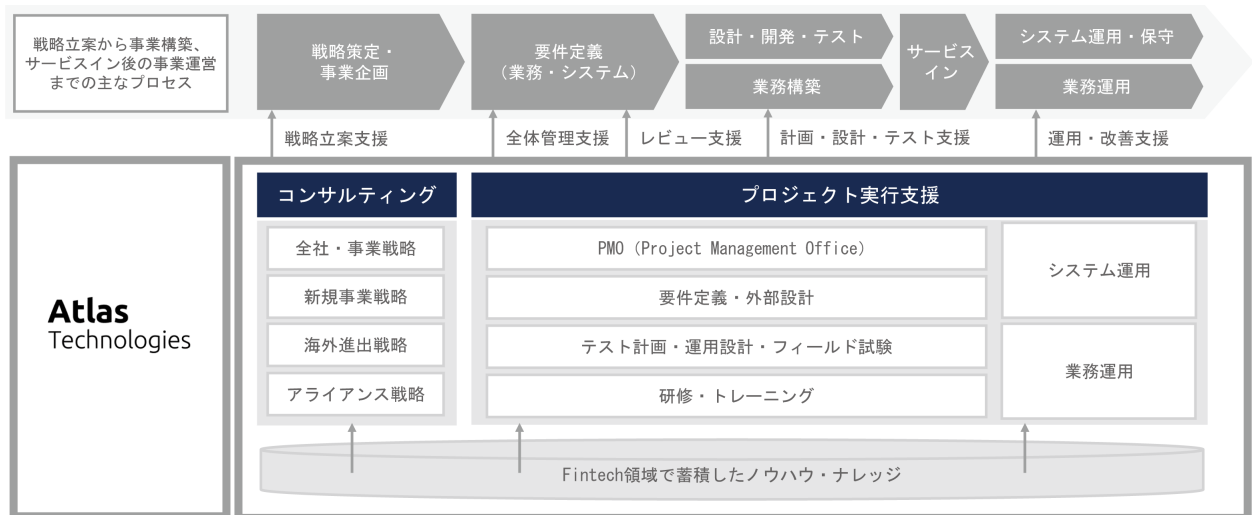 戦略立案から事業構築、
サービスイン後の事業運営
までの主なプロセス
戦略策定・
事業企画
要件定義
（業務・システム）
設計・開発・テスト
業務構築
サービス
イン
システム運用・保守
業務運用
戦略立案支援
全体管理支援
レビュー支援
計画・設計・テスト支援
運用・改善支援
Atlas
Technologies
コンサルティング
全社・事業戦略
新規事業戦略
海外進出戦略
アライアンス戦略
プロジェクト実行支援
PMO（Project Management Office）
要件定義・外部設計
テスト計画・運用設計・フィールド試験
研修・トレーニング
システム運用
業務運用
Fintech領域で蓄積したノウハウ・ナレッジ